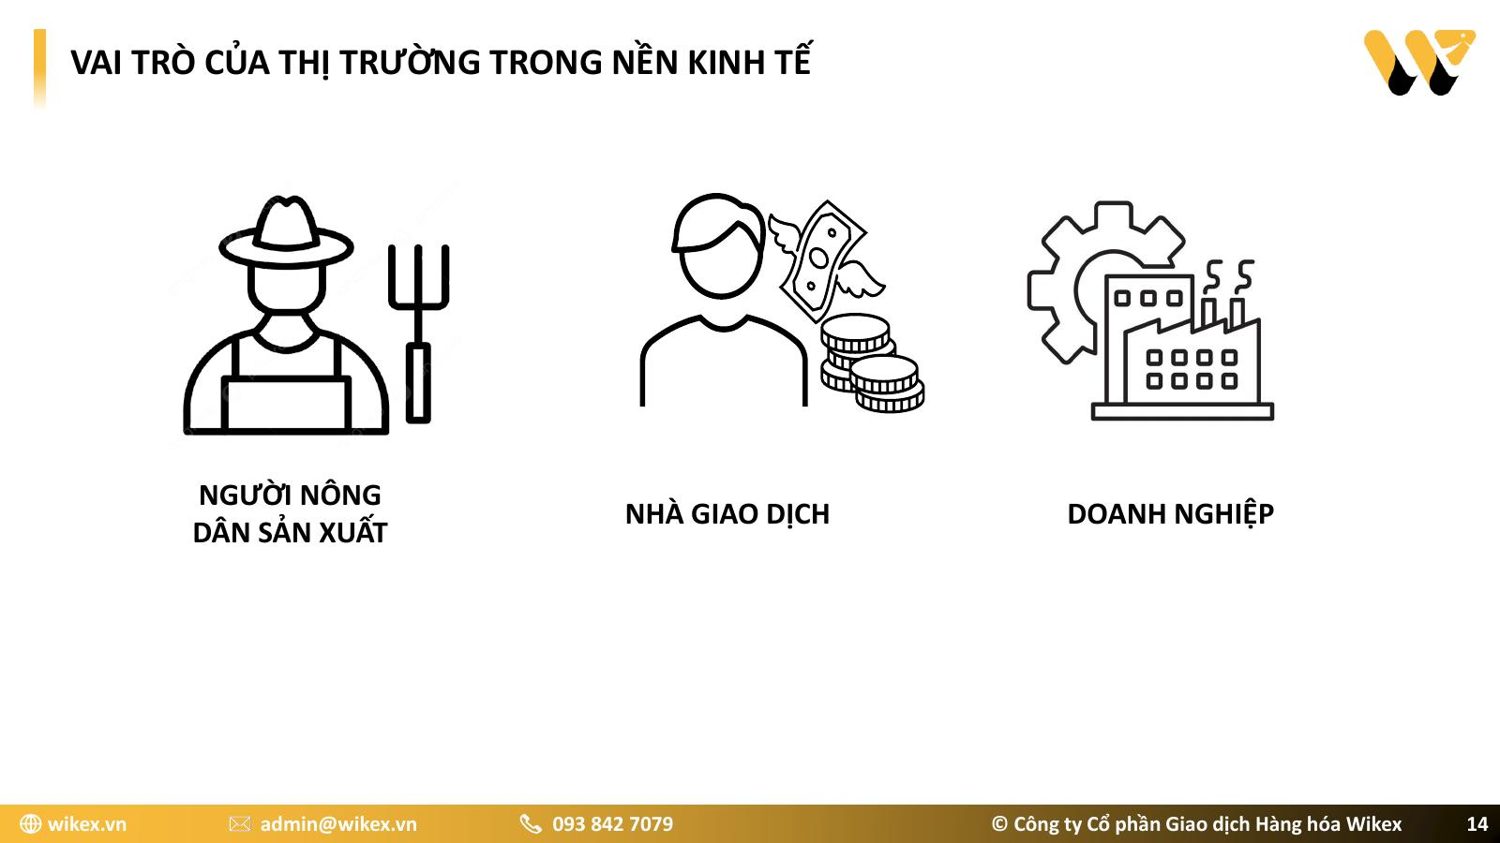 VAI TRÒ CỦA THỊ TRƯỜNG TRONG NỀN KINH TẾ
NGƯỜI NÔNG
DÂN SẢN XUẤT
NHÀ GIAO DỊCH
DOANH NGHIỆP
wikex.vn
admin@wikex.vn
093 842 7079
© Công ty Cổ phần Giao dịch Hàng hóa Wikex
14